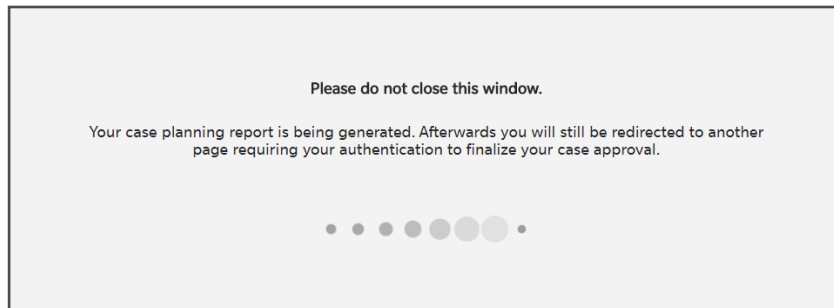 Please do not close this window.
Your case planning report is being generated. Afterwards you will still be redirected to another
page requiring your authentication to finalize your case approval.